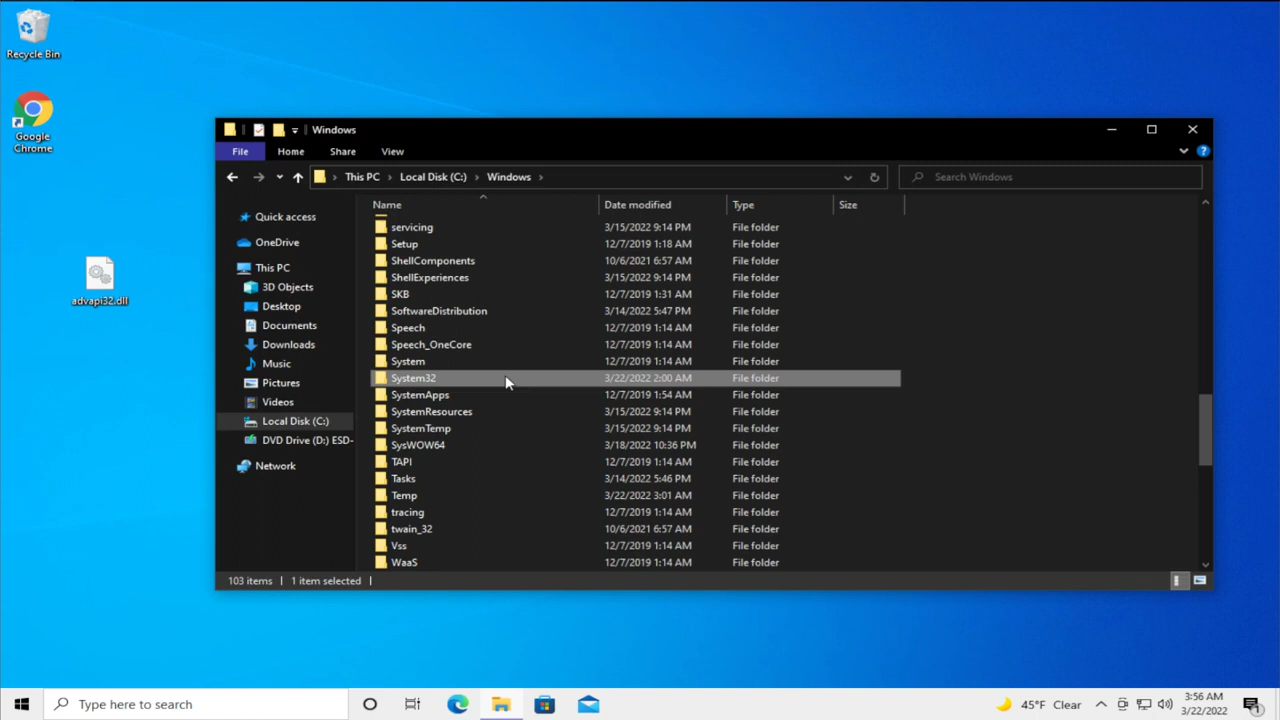 Recycle Bin
Google
Chrome
advapi32.dll
Windows
File Home Share View
This PC Local Disk (C:) Windows
Search Windows
Quick access
OneDrive
This PC
3D Objects
Desktop
Documents
Downloads
Music
Pictures
Videos
Local Disk (C:)
DVD Drive (D:) ESD-
Network
Name Date modified Type Size
servicing 3/15/2022 9:14 PM File folder
Setup 12/7/2019 1:18 AM File folder
ShellComponents 10/6/2021 6:57 AM File folder
ShellExperiences 3/15/2022 9:14 PM File folder
SKB 12/7/2019 1:31 AM File folder
SoftwareDistribution 3/14/2022 5:47 PM File folder
Speech 12/7/2019 1:14 AM File folder
Speech_OneCore 12/7/2019 1:14 AM File folder
System 12/7/2019 1:14 AM File folder
System32 3/22/2022 2:00 AM File folder
SystemApps 12/7/2019 1:54 AM File folder
SystemResources 3/15/2022 9:14 PM File folder
SystemTemp 3/15/2022 9:14 PM File folder
SysWOW64 3/18/2022 10:36 PM File folder
TAPI 12/7/2019 1:14 AM File folder
Tasks 3/14/2022 5:46 PM File folder
Temp 3/22/2022 3:01 AM File folder
tracing 12/7/2019 1:14 AM File folder
twain_32 10/6/2021 6:57 AM File folder
Vss 12/7/2019 1:14 AM File folder
WaaS 12/7/2019 1:14 AM File folder
103 items 1 item selected
Type here to search
45°F Clear
3:56 AM
3/22/2022
1